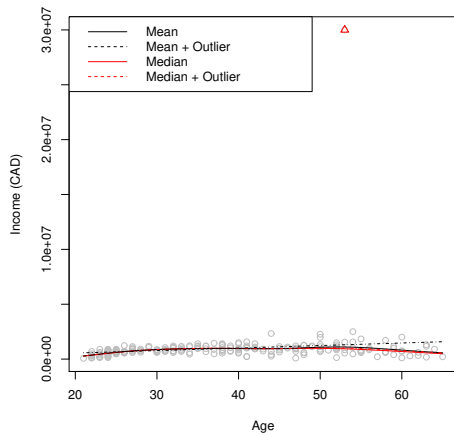 Mean
Mean + Outlier
Median
Median + Outlier
Income (CAD)
3.0e+07
2.0e+07
1.0e+07
0.0e+00
20 30 40 50 60
Age